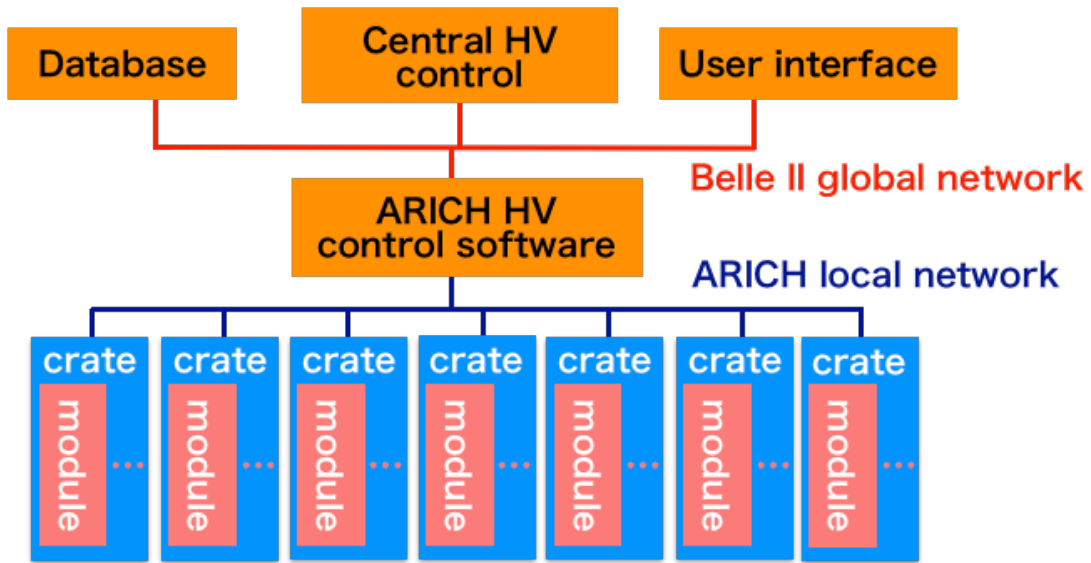 Database
Central HV
control
User interface
Belle II global network
ARICH HV
control software
ARICH local network
crate
crate
crate
crate
crate
crate
crate
module
...
module
...
module
...
module
...
module
...
module
...
module
...